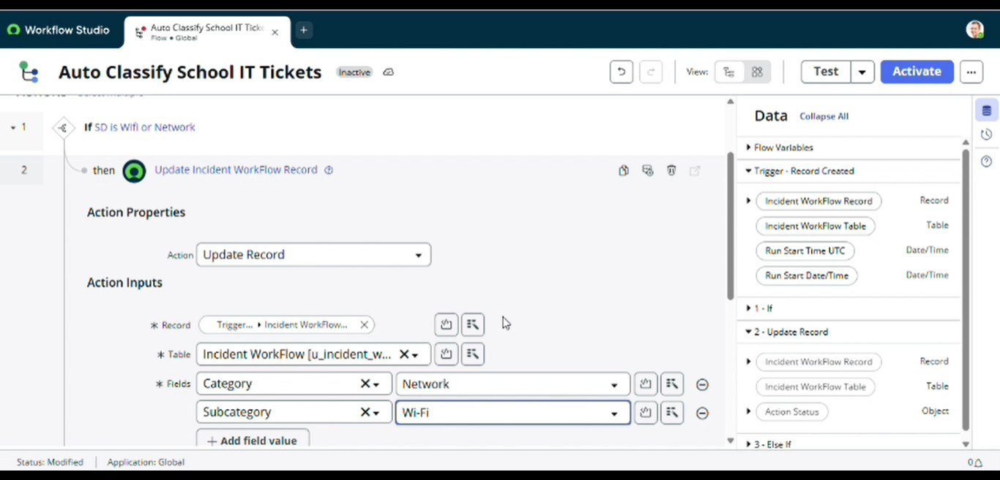 Workflow Studio
Auto Classify School IT Ticke
Flow • Global
Auto Classify School IT Tickets
Inactive
View:
Test
Activate
1
If SD is Wifi or Network
2
then
Update Incident WorkFlow Record
Action Properties
Action
Update Record
Action Inputs
* Record
Trigger... ▸ Incident WorkFlow...
* Table
Incident WorkFlow [u_incident_w...
* Fields
Category
Network
Subcategory
Wi-Fi
+ Add field value
Data
Collapse All
Flow Variables
Trigger - Record Created
Incident WorkFlow Record Record
Incident WorkFlow Table Table
Run Start Time UTC Date/Time
Run Start Date/Time Date/Time
1 - If
2 - Update Record
Incident WorkFlow Record Record
Incident WorkFlow Table Table
Action Status Object
3 - Else If
Status: Modified
Application: Global
0